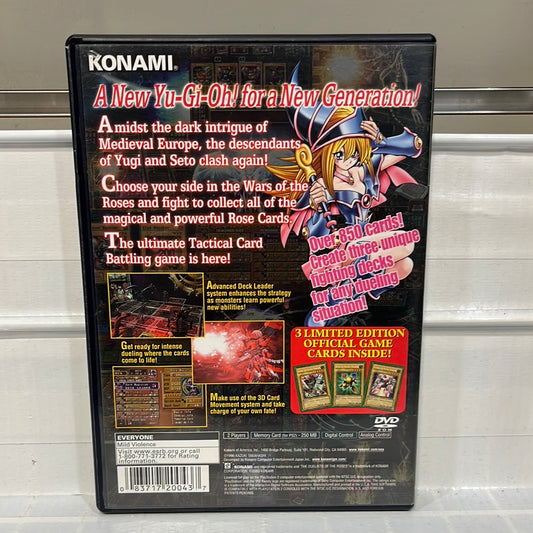 KONAMI®
A New Yu-Gi-Oh! for a New Generation!
Amidst the dark intrigue of
Medieval Europe, the descendants
of Yugi and Seto clash again!
Choose your side in the Wars of the
Roses and fight to collect all of the
magical and powerful Rose Cards.
The ultimate Tactical Card
Battling game is here!
Over 850 cards!
Create three unique
fighting decks
for any dueling
situation!
Advanced Deck Leader
system enhances the strategy
as monsters learn powerful
new abilities!
3 LIMITED EDITION
OFFICIAL GAME
CARDS INSIDE!
Get ready for intense
dueling where the cards
come to life!
Make use of the 3D Card
Movement system and take
charge of your own fate!
DVD
ROM
EVERYONE
Mild Violence
www.esrb.org or call
1-800-771-3772 for Rating
Information.
2 Players
Memory Card (for PS2) - 250 KB
Digital Control
Analog Control
KONAMI
0 83717 20043 7